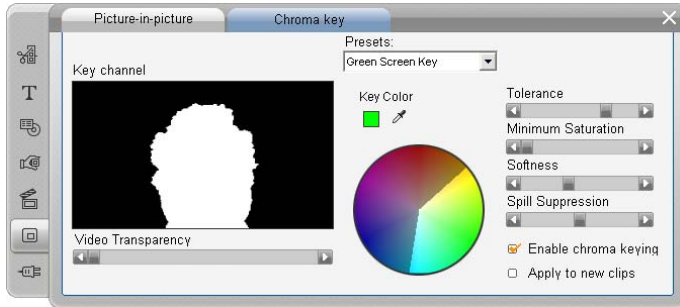 Picture-in-picture
Chroma key
Presets:
Green Screen Key
Key channel
Key Color
Tolerance
Minimum Saturation
Softness
Spill Suppression
Video Transparency
Enable chroma keying
Apply to new clips
T